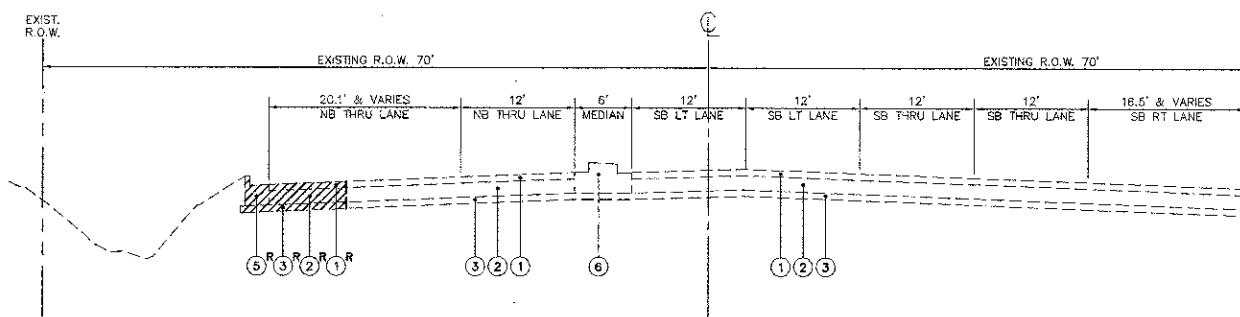 EXIST.
R.O.W.
℄
EXISTING R.O.W. 70'
EXISTING R.O.W. 70'
20.1' & VARIES
NB THRU LANE
12'
NB THRU LANE
6'
MEDIAN
12'
SB LT LANE
12'
SB LT LANE
12'
SB THRU LANE
12'
SB THRU LANE
16.5' & VARIES
SB RT LANE
5 R 3 R 2 R 1 R
3 2 1
6
1 2 3